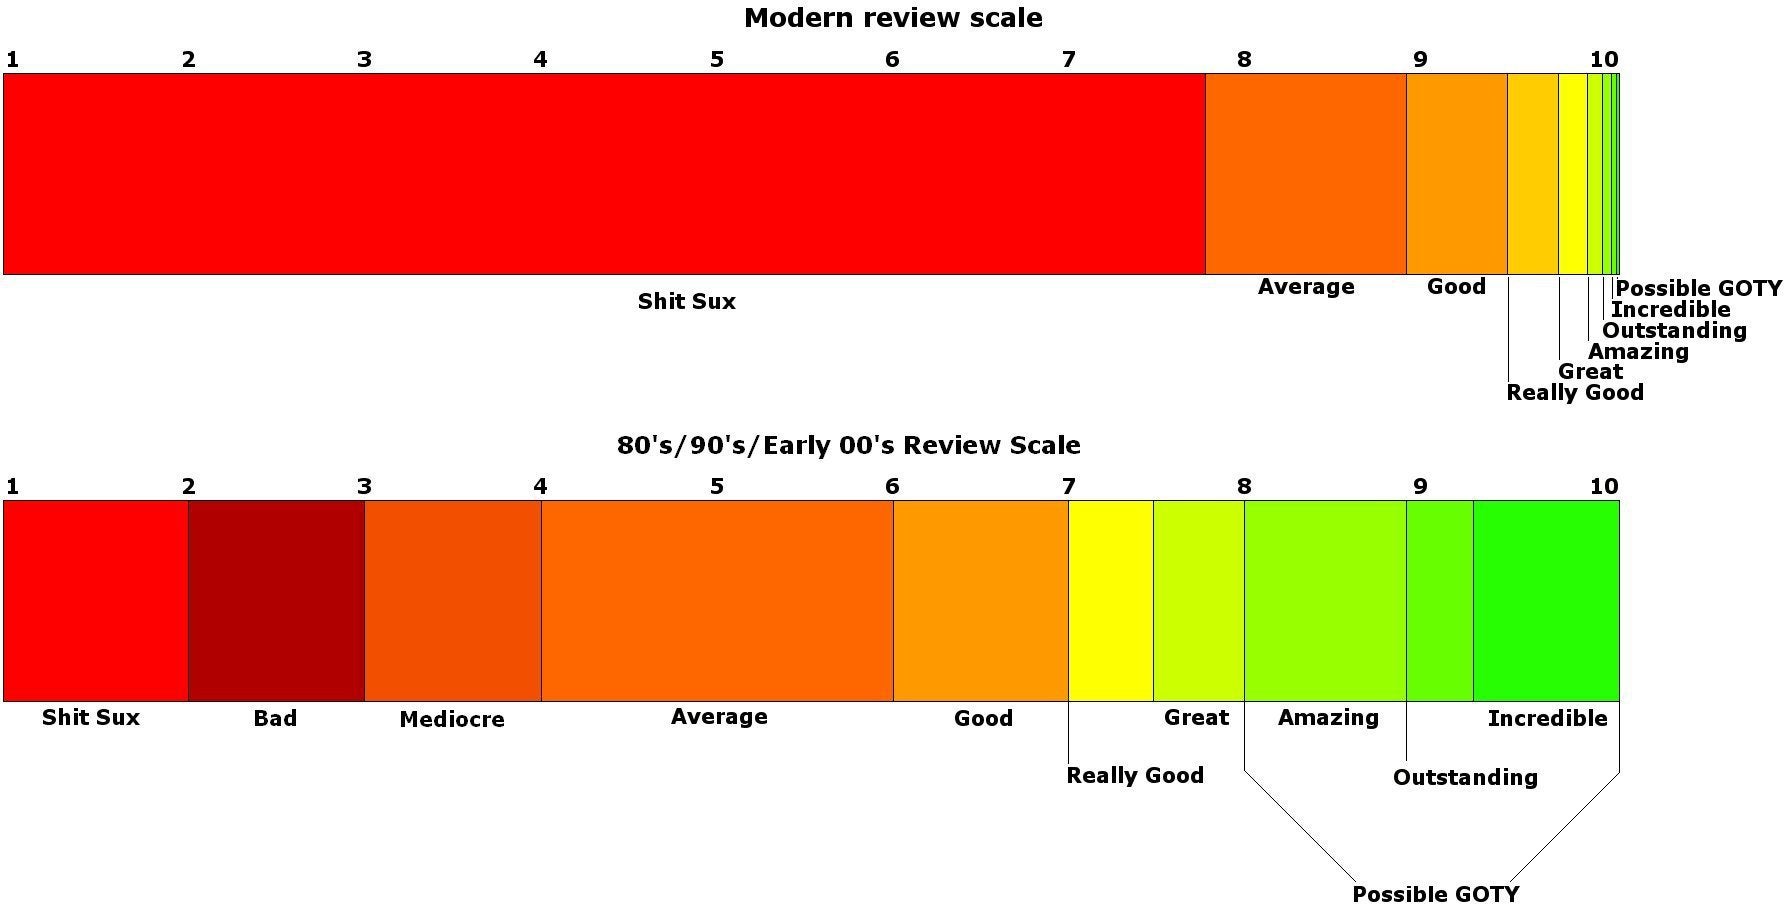 Modern review scale
1 2 3 4 5 6 7 8 9 10
Shit Sux
Average
Good
Possible GOTY
Incredible
Outstanding
Amazing
Great
Really Good
80's/90's/Early 00's Review Scale
1 2 3 4 5 6 7 8 9 10
Shit Sux
Bad
Mediocre
Average
Good
Great
Amazing
Incredible
Really Good
Outstanding
Possible GOTY